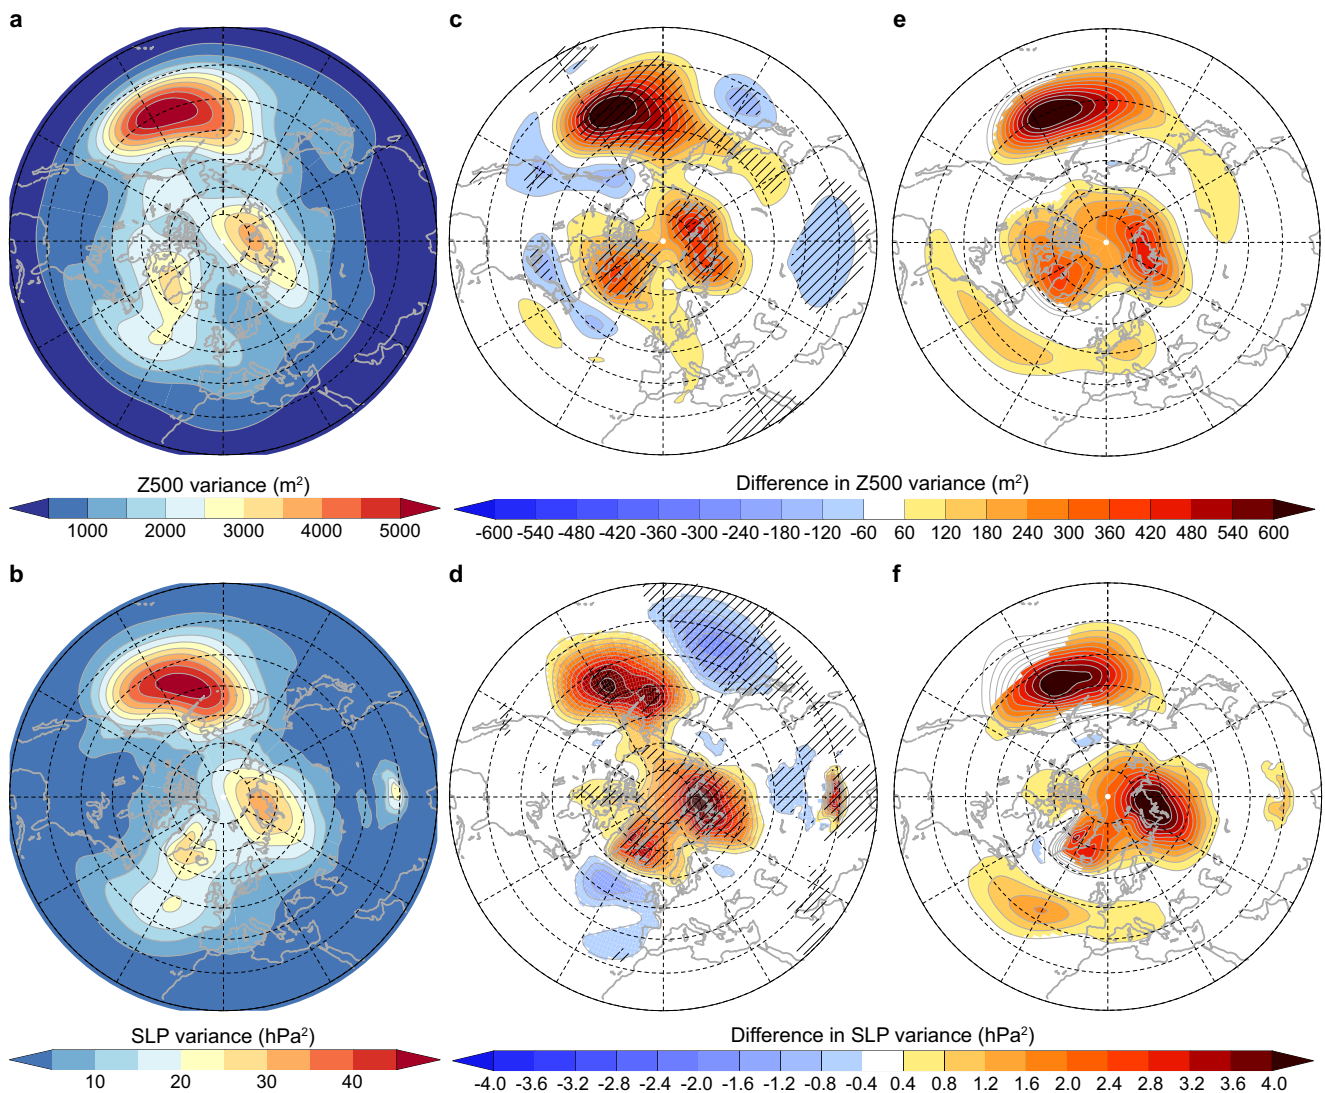 a
c
e
Z500 variance (m²)
1000 2000 3000 4000 5000
Difference in Z500 variance (m²)
-600 -540 -480 -420 -360 -300 -240 -180 -120 -60 60 120 180 240 300 360 420 480 540 600
b
d
f
SLP variance (hPa²)
10 20 30 40
Difference in SLP variance (hPa²)
-4.0 -3.6 -3.2 -2.8 -2.4 -2.0 -1.6 -1.2 -0.8 -0.4 0.4 0.8 1.2 1.6 2.0 2.4 2.8 3.2 3.6 4.0